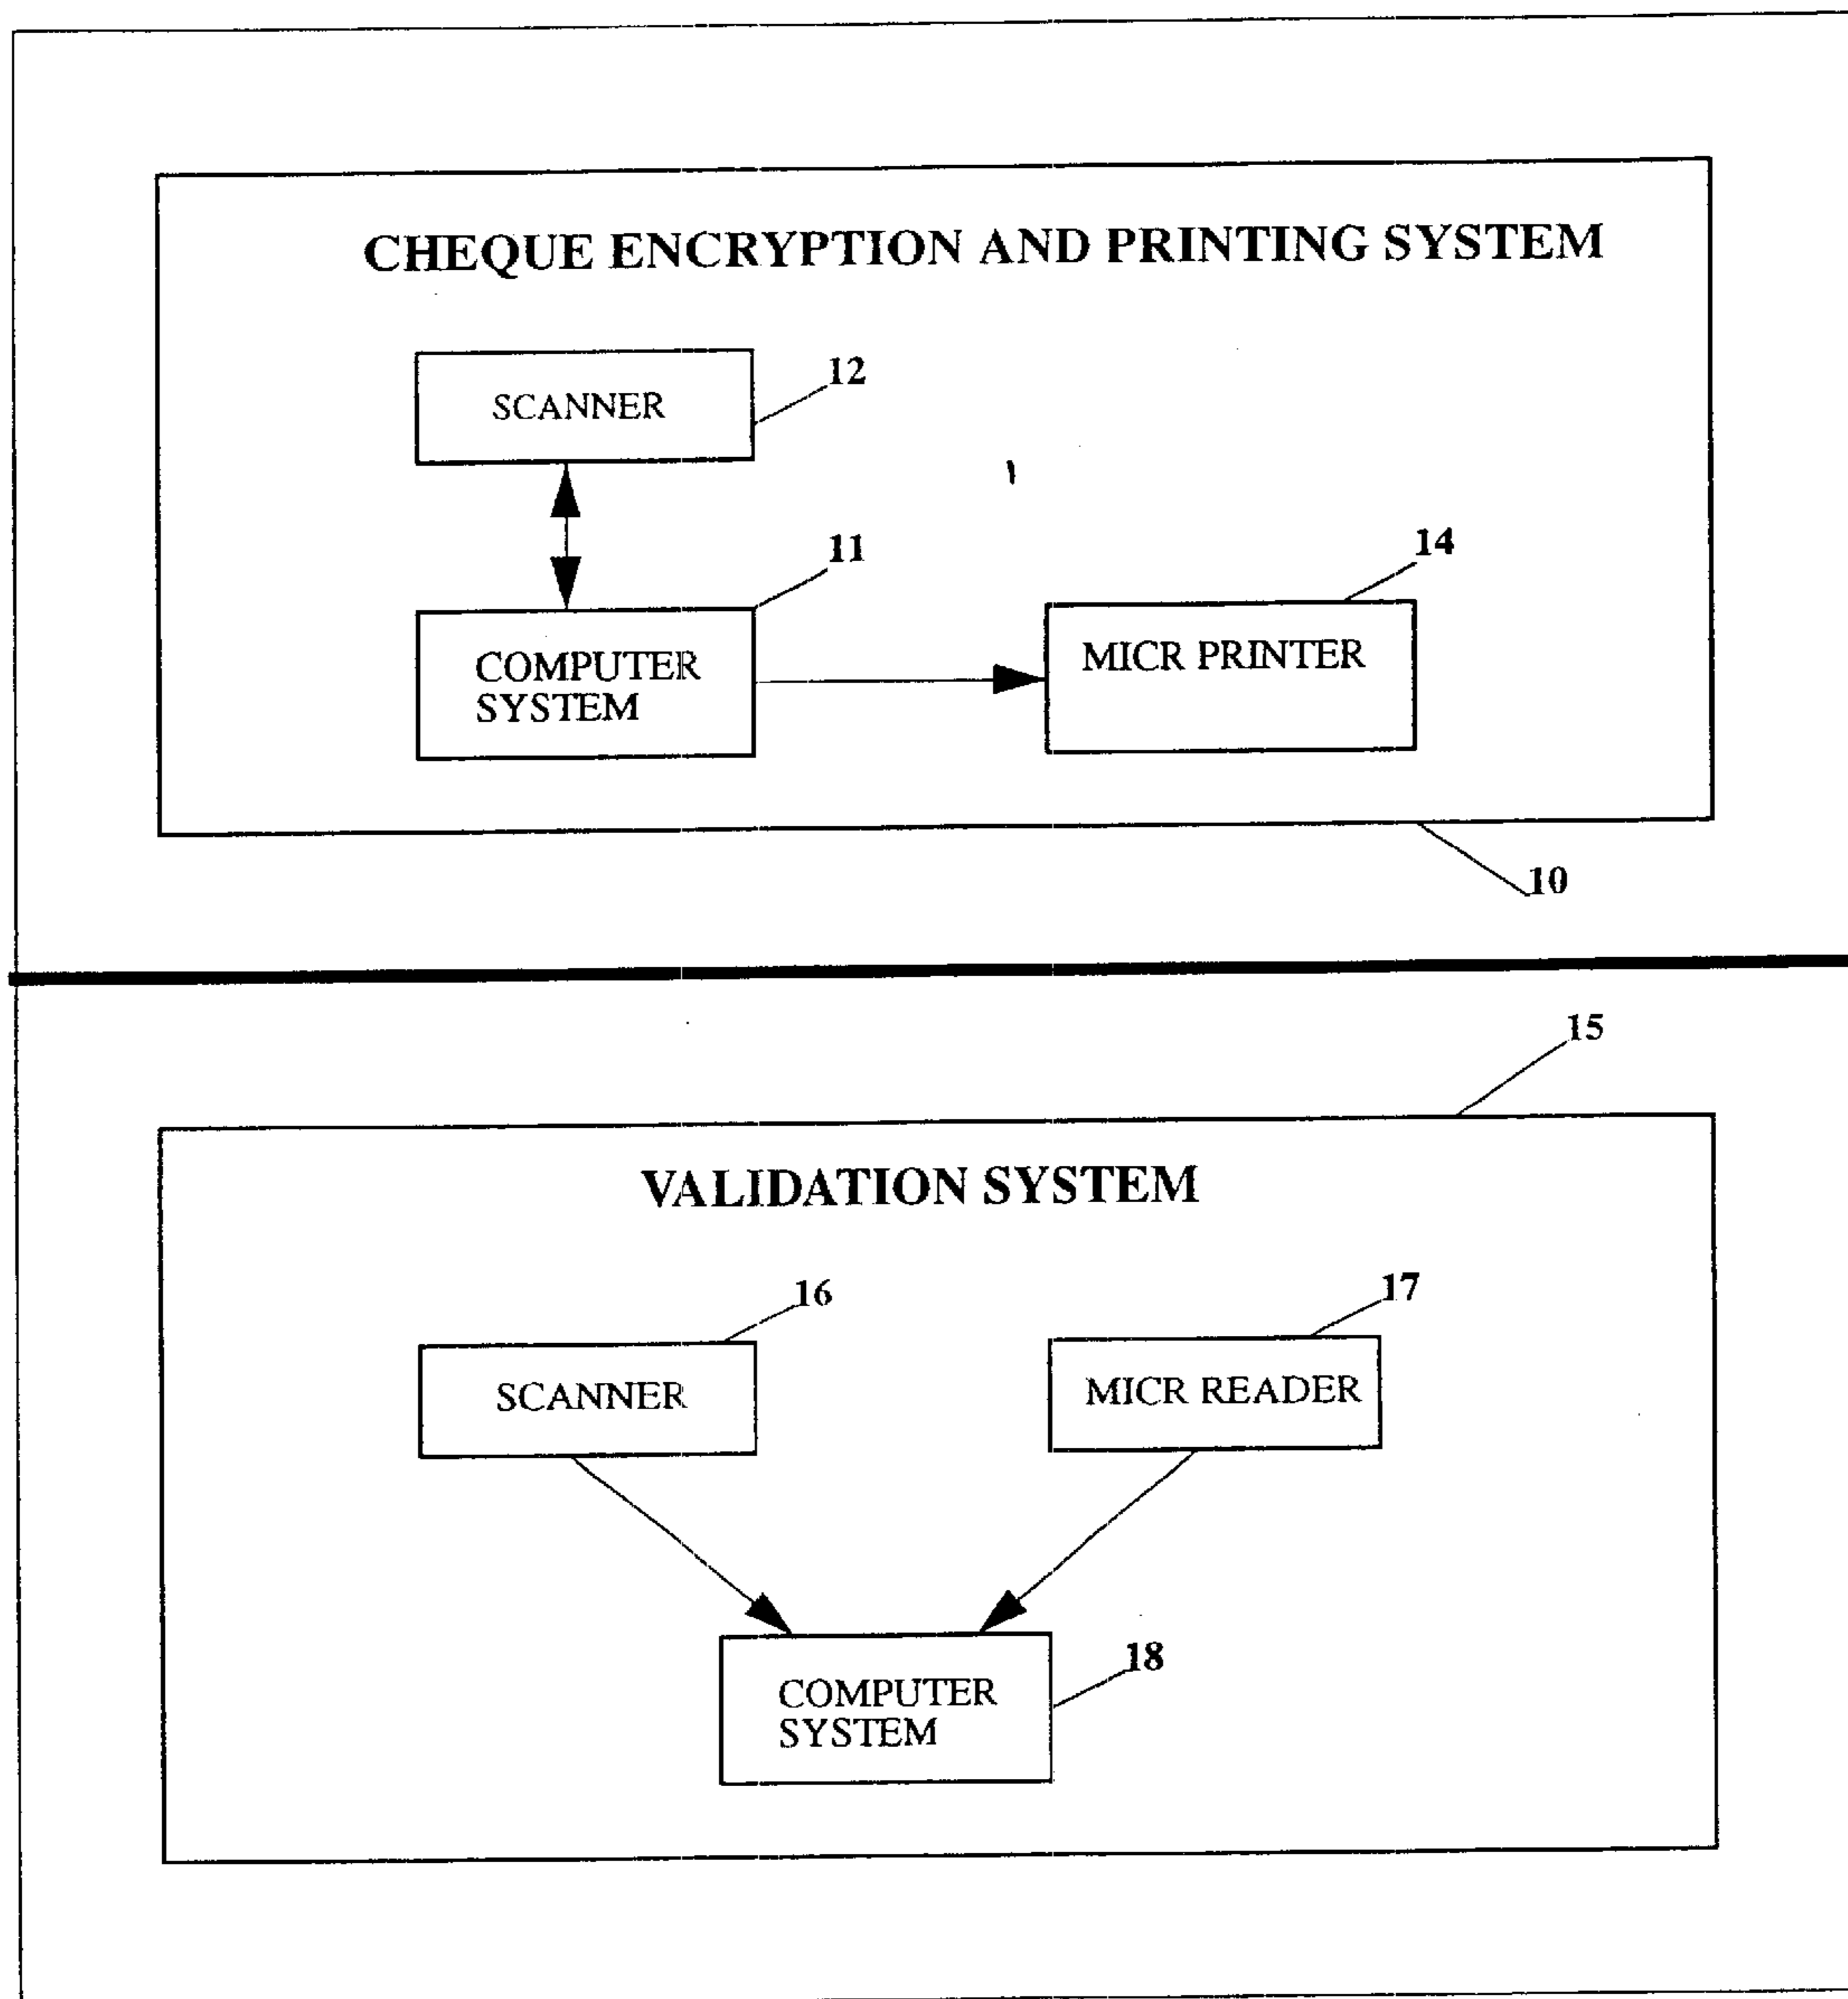 CHEQUE ENCRYPTION AND PRINTING SYSTEM
12
SCANNER
11
14
COMPUTER
SYSTEM
MICR PRINTER
10
15
VALIDATION SYSTEM
16
17
SCANNER
MICR READER
18
COMPUTER
SYSTEM